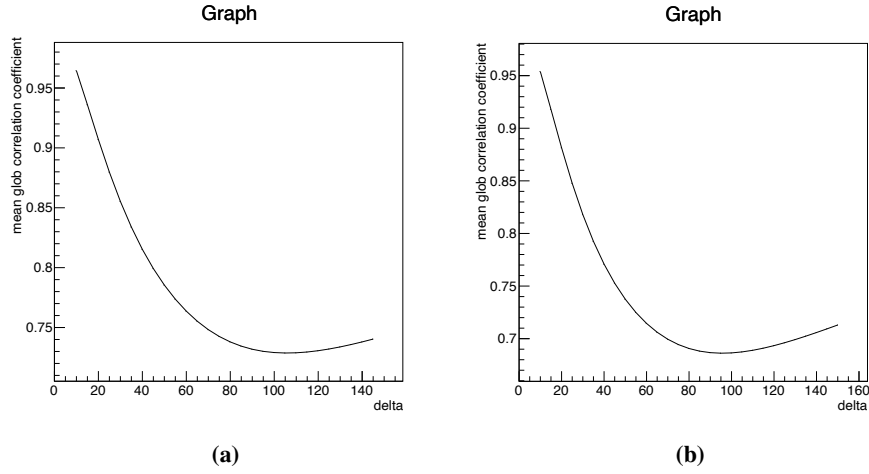 Graph
mean glob correlation coefficient
0.95
0.9
0.85
0.8
0.75
0 20 40 60 80 100 120 140
delta
(a)
Graph
mean glob correlation coefficient
0.95
0.9
0.85
0.8
0.75
0.7
0 20 40 60 80 100 120 140 160
delta
(b)